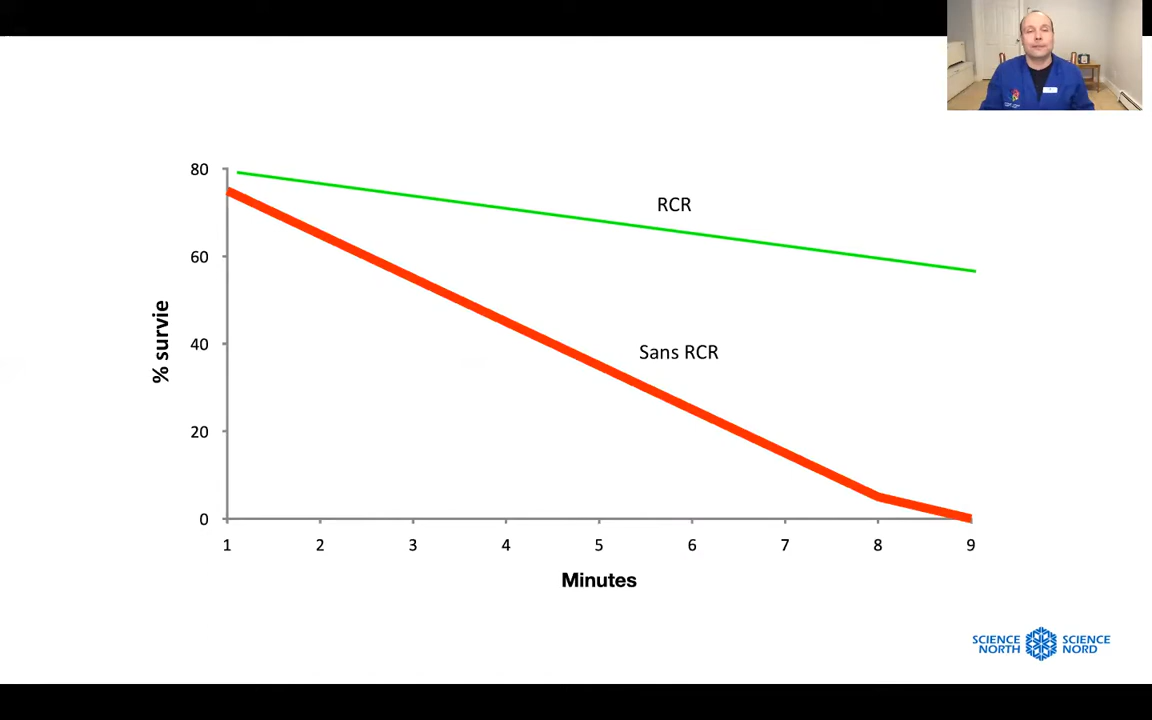 80
RCR
60
% survie
40
Sans RCR
20
0
1 2 3 4 5 6 7 8 9
Minutes
SCIENCE NORTH
SCIENCE NORD